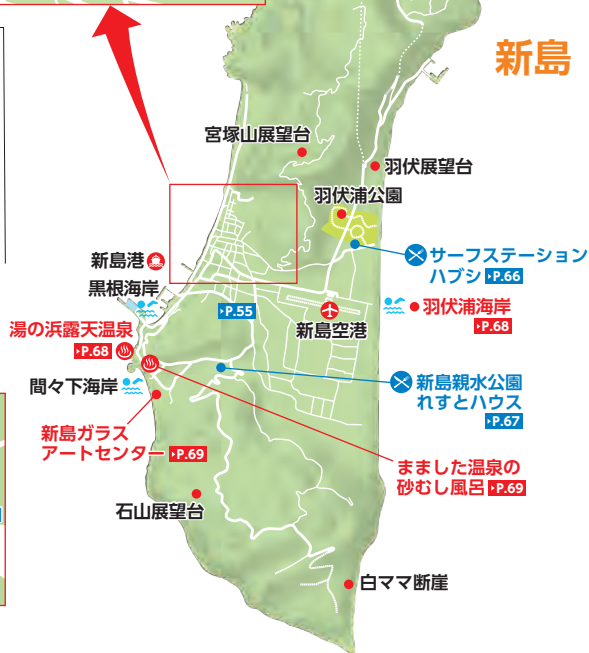 新島
宮塚山展望台
羽伏展望台
羽伏浦公園
サーフステーション
ハブシ ▸P.66
新島港
黒根海岸
▸P.55
新島空港
羽伏浦海岸
▸P.68
湯の浜露天温泉
▸P.68
間々下海岸
新島親水公園
れすとハウス
▸P.67
新島ガラス
アートセンター ▸P.69
まました温泉の
砂むし風呂 ▸P.69
石山展望台
白ママ断崖